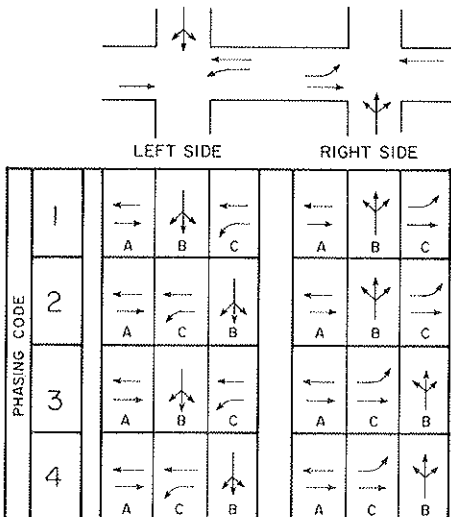 LEFT SIDE RIGHT SIDE
PHASING CODE
1 A B C A B C
2 A C B A B C
3 A B C A C B
4 A C B A C B